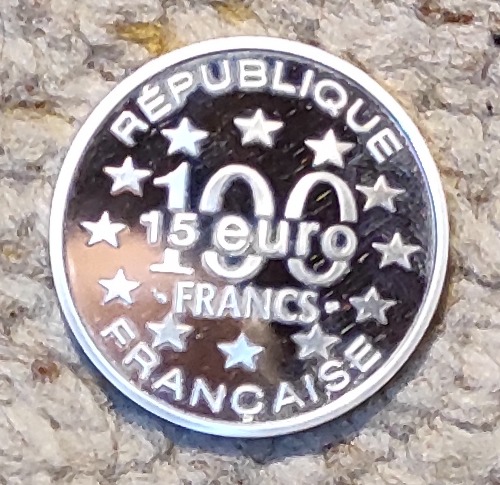 RÉPUBLIQUE
100
15 euro
·FRANCS·
FRANÇAISE